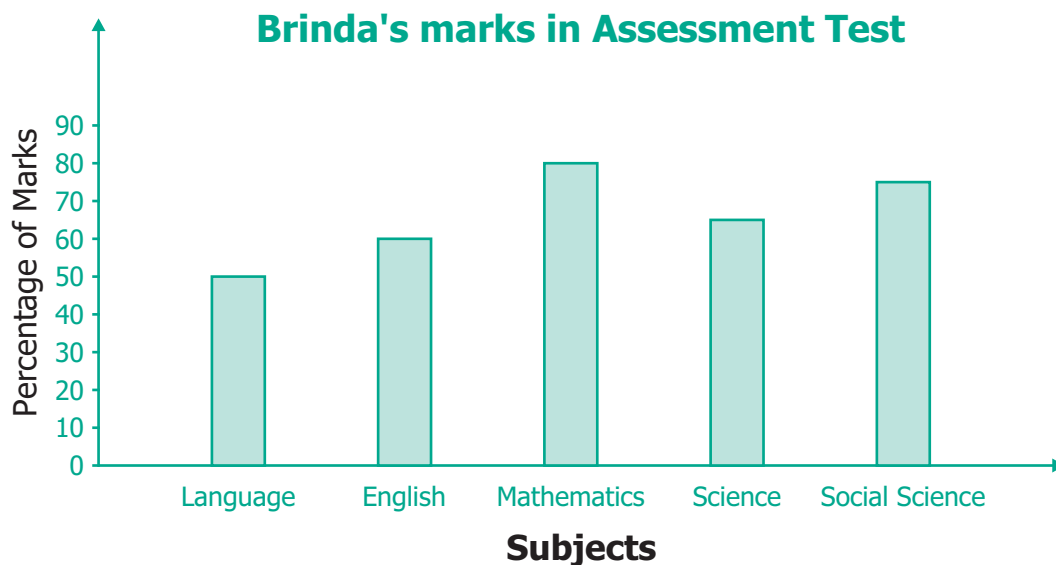 Brinda's marks in Assessment Test
Percentage of Marks
90
80
70
60
50
40
30
20
10
0
Language English Mathematics Science Social Science
Subjects